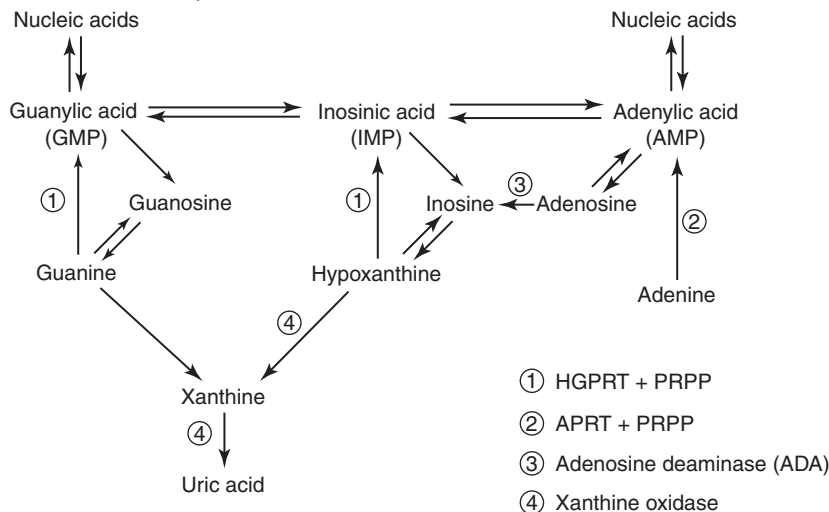 Nucleic acids
Nucleic acids
Guanylic acid
(GMP)
Inosinic acid
(IMP)
Adenylic acid
(AMP)
①
Guanosine
①
Inosine
③
Adenosine
②
Guanine
Hypoxanthine
Adenine
④
Xanthine
④
Uric acid
① HGPRT + PRPP
② APRT + PRPP
③ Adenosine deaminase (ADA)
④ Xanthine oxidase